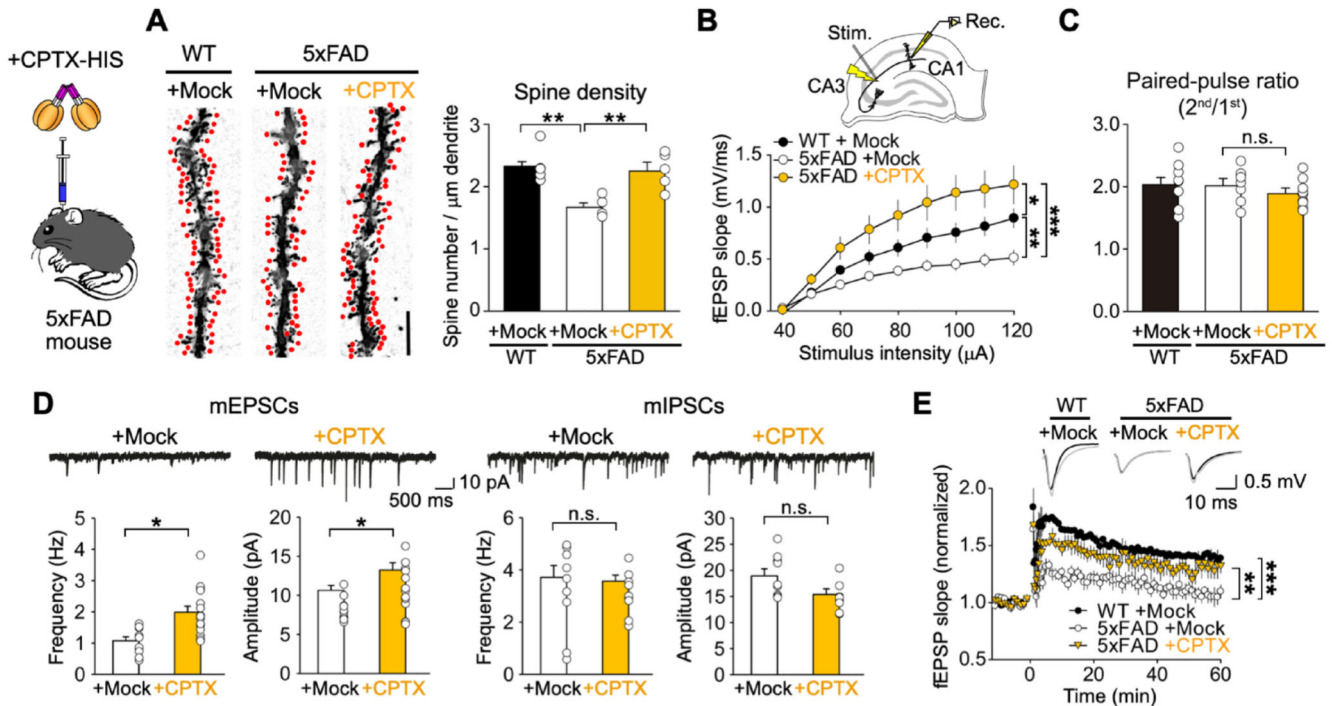 +CPTX-HIS
5xFAD
mouse
A
WT
5xFAD
+Mock
+Mock
+CPTX
Spine density
**
**
Spine number / μm dendrite
3
2
1
0
+Mock
+Mock
+CPTX
WT
5xFAD
B
Stim.
Rec.
CA3
CA1
WT + Mock
5xFAD +Mock
5xFAD +CPTX
fEPSP slope (mV/ms)
1.5
1.0
0.5
0.0
40
60
80
100
120
Stimulus intensity (μA)
*
**
***
C
Paired-pulse ratio
(2nd/1st)
n.s.
3.0
2.0
1.0
0.0
+Mock
+Mock
+CPTX
WT
5xFAD
D
mEPSCs
+Mock
+CPTX
10 pA
500 ms
Frequency (Hz)
5
4
3
2
1
0
*
+Mock
+CPTX
Amplitude (pA)
20
15
10
5
0
*
+Mock
+CPTX
mIPSCs
+Mock
+CPTX
Frequency (Hz)
6
4
2
0
n.s.
+Mock
+CPTX
Amplitude (pA)
30
25
20
15
10
5
0
n.s.
+Mock
+CPTX
E
WT
5xFAD
+Mock
+Mock
+CPTX
0.5 mV
10 ms
fEPSP slope (normalized)
2.0
1.5
1.0
0.5
**
***
WT +Mock
5xFAD +Mock
5xFAD +CPTX
0
20
40
60
Time (min)